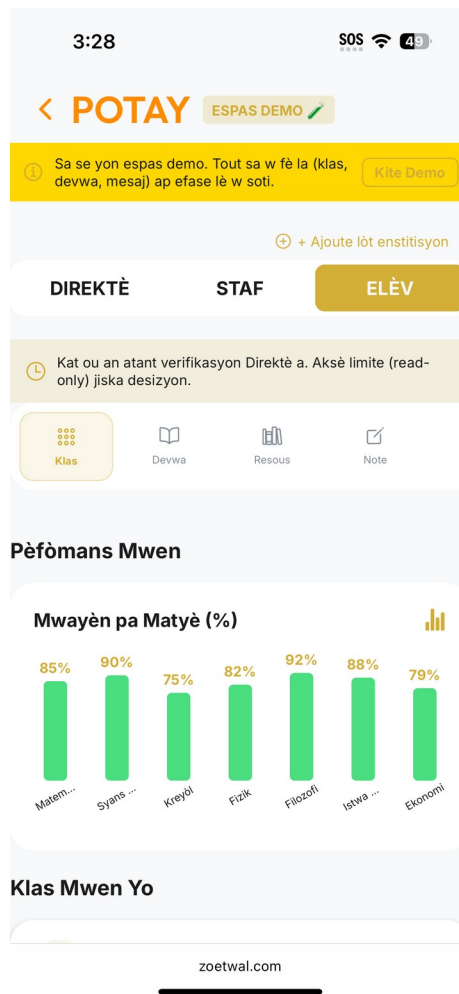 3:28
SOS
49
POTAY
ESPAS DEMO
Sa se yon espas demo. Tout sa w fè la (klas,
devwa, mesaj) ap efase lè w soti.
Kite Demo
+ Ajoute lòt enstitisyon
DIREKTÈ STAF ELÈV
Kat ou an atant verifikasyon Direktè a. Aksè limite (read-
only) jiska desizyon.
Klas Devwa Resous Note
Pèfòmans Mwen
Mwayèn pa Matyè (%)
85% 90% 75% 82% 92% 88% 79%
Matem... Syans ... Kreyòl Fizik Filozofi Istwa ... Ekonomi
Klas Mwen Yo
zoetwal.com